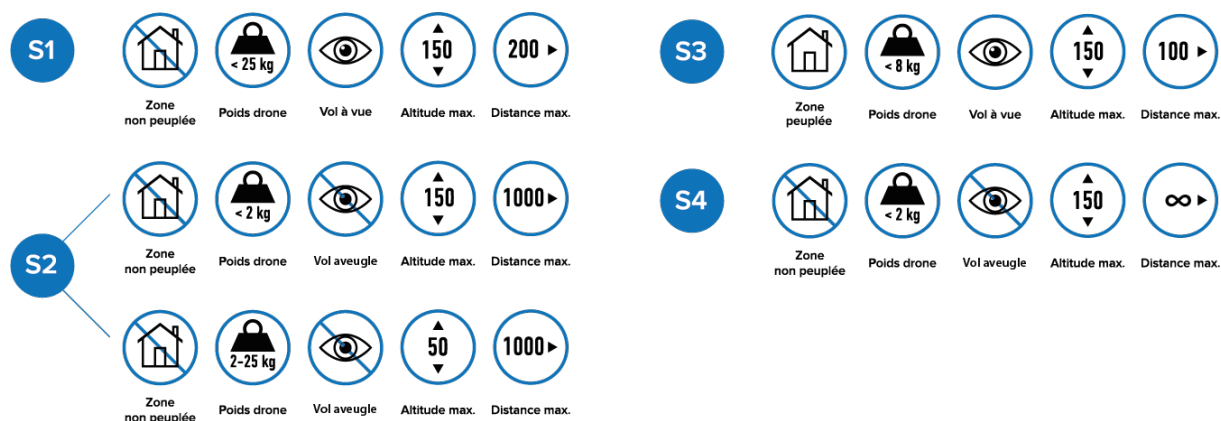 S1
< 25 kg
150
200
Zone
non peuplée
Poids drone
Vol à vue
Altitude max.
Distance max.
S2
< 2 kg
150
1000
Zone
non peuplée
Poids drone
Vol aveugle
Altitude max.
Distance max.
2-25 kg
50
1000
Zone
non peuplée
Poids drone
Vol aveugle
Altitude max.
Distance max.
S3
< 8 kg
150
100
Zone
peuplée
Poids drone
Vol à vue
Altitude max.
Distance max.
S4
< 2 kg
150
∞
Zone
non peuplée
Poids drone
Vol aveugle
Altitude max.
Distance max.